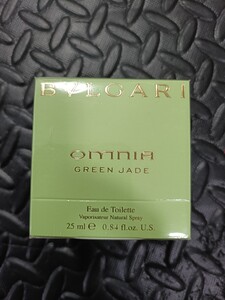 BVLGARI
OMNIA
GREEN JADE
Eau de Toilette
Vaporisateur Natural Spray
25 ml ℮ 0.84 fl.oz. U.S.